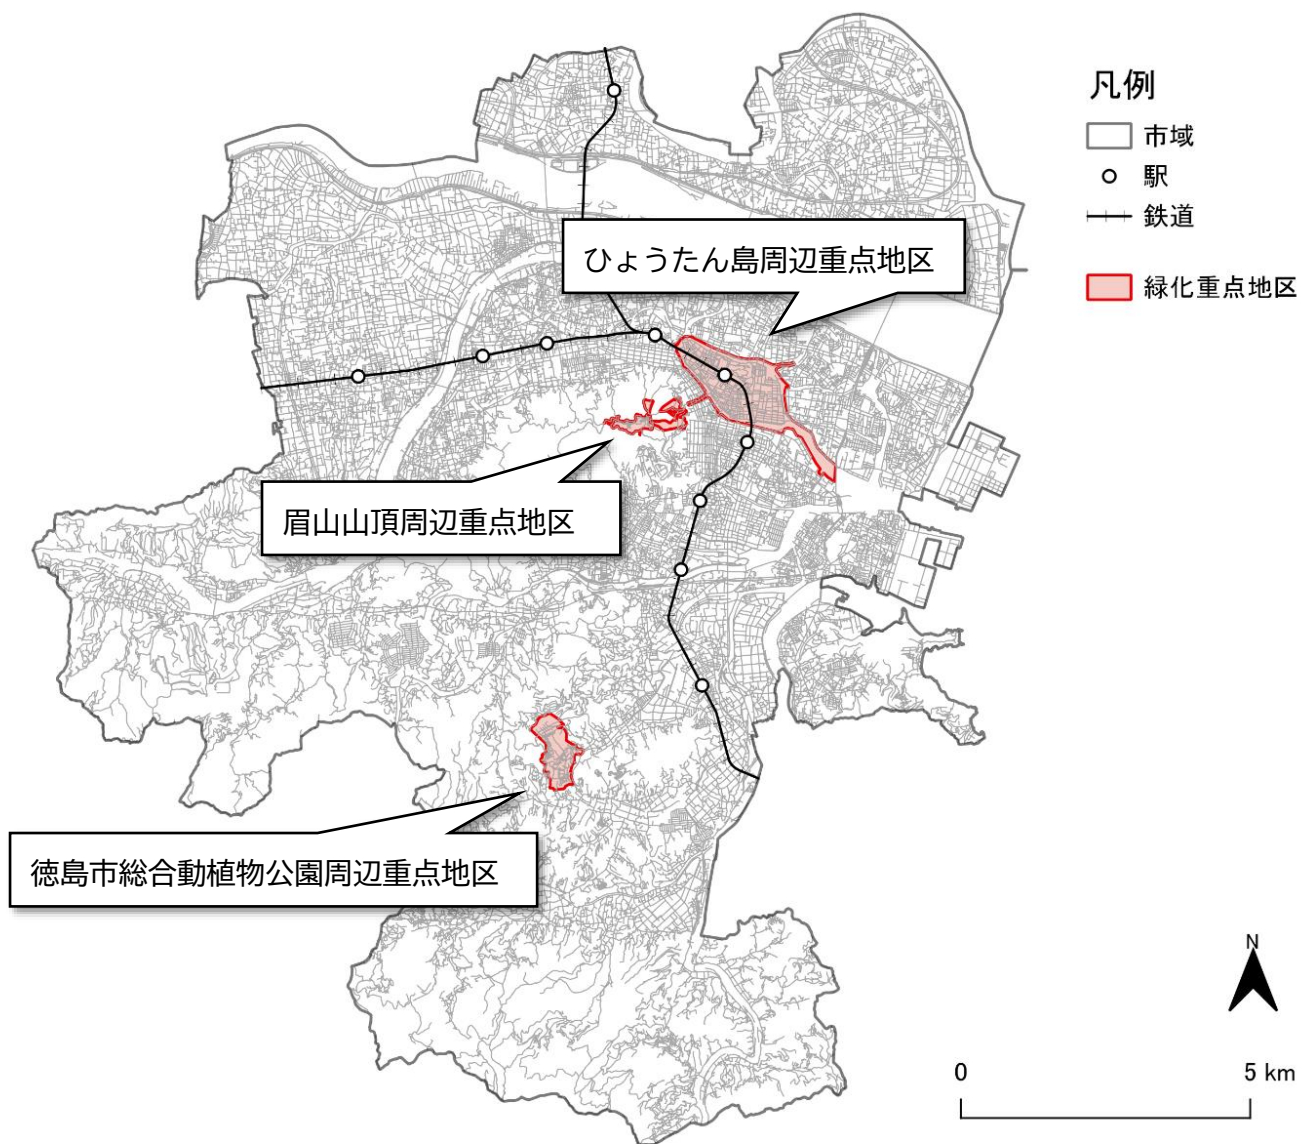 凡例
市域
駅
鉄道
緑化重点地区
ひょうたん島周辺重点地区
眉山山頂周辺重点地区
徳島市総合動植物公園周辺重点地区
N
0 5 km